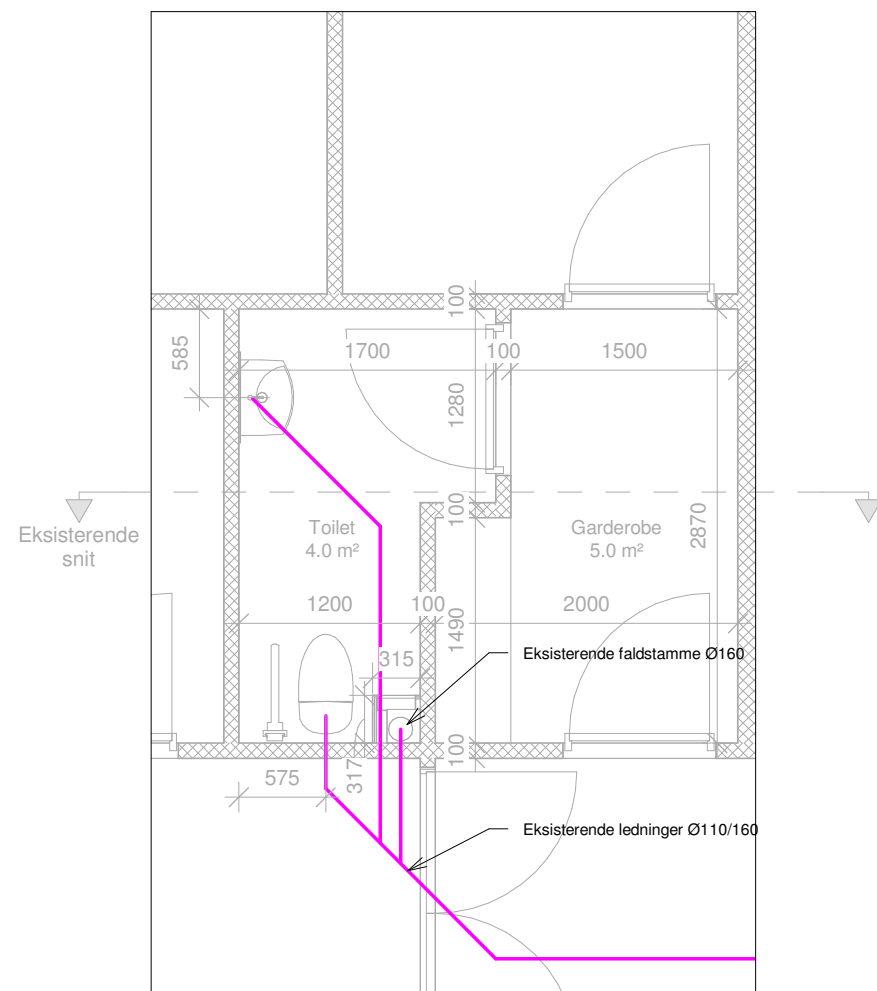 100
585
1700
100
1500
1280
Eksisterende
snit
100
Toilet
4.0 m²
Garderobe
5.0 m²
2870
1200
100
2000
1490
315
Eksisterende faldstamme Ø160
575
317
100
Eksisterende ledninger Ø110/160